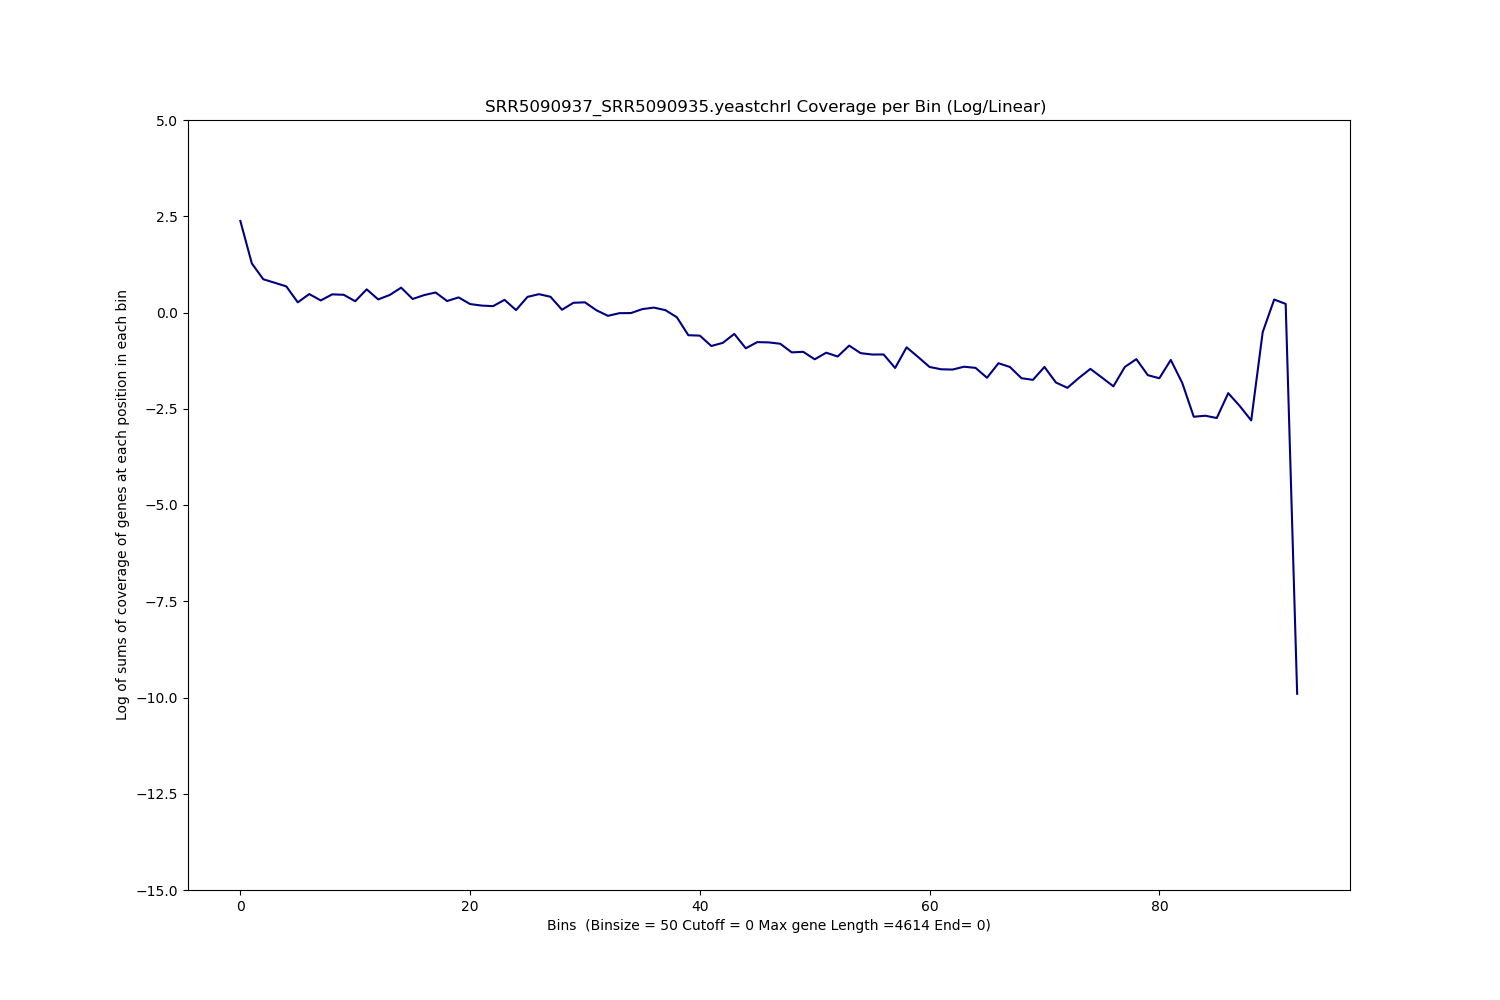 SRR5090937_SRR5090935.yeastchrI Coverage per Bin (Log/Linear)
5.0
2.5
0.0
−2.5
−5.0
−7.5
−10.0
−12.5
−15.0
Log of sums of coverage of genes at each position in each bin
0 20 40 60 80
Bins  (Binsize = 50 Cutoff = 0 Max gene Length =4614 End= 0)